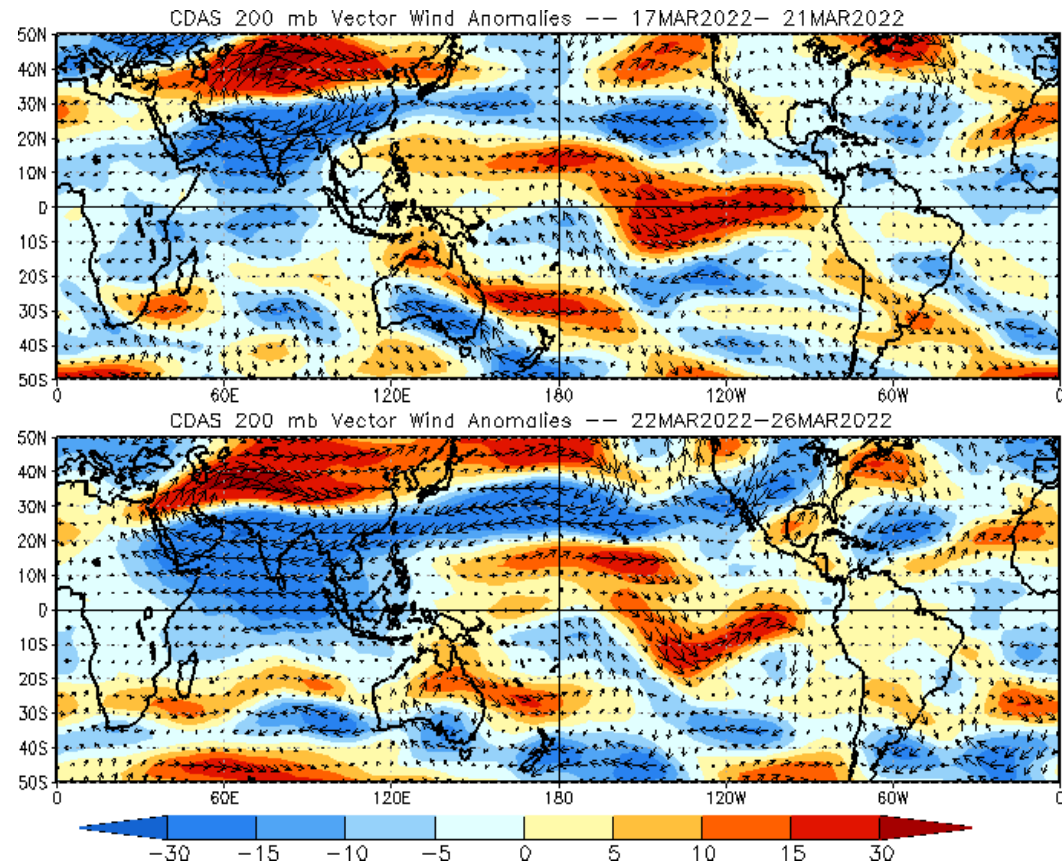 CDAS 200 mb Vector Wind Anomalies -- 17MAR2022- 21MAR2022
50N
40N
30N
20N
10N
0
10S
20S
30S
40S
50S
0 60E 120E 180 120W 60W 0
CDAS 200 mb Vector Wind Anomalies -- 22MAR2022-26MAR2022
50N
40N
30N
20N
10N
0
10S
20S
30S
40S
50S
0 60E 120E 180 120W 60W 0
-30 -15 -10 -5 0 5 10 15 30